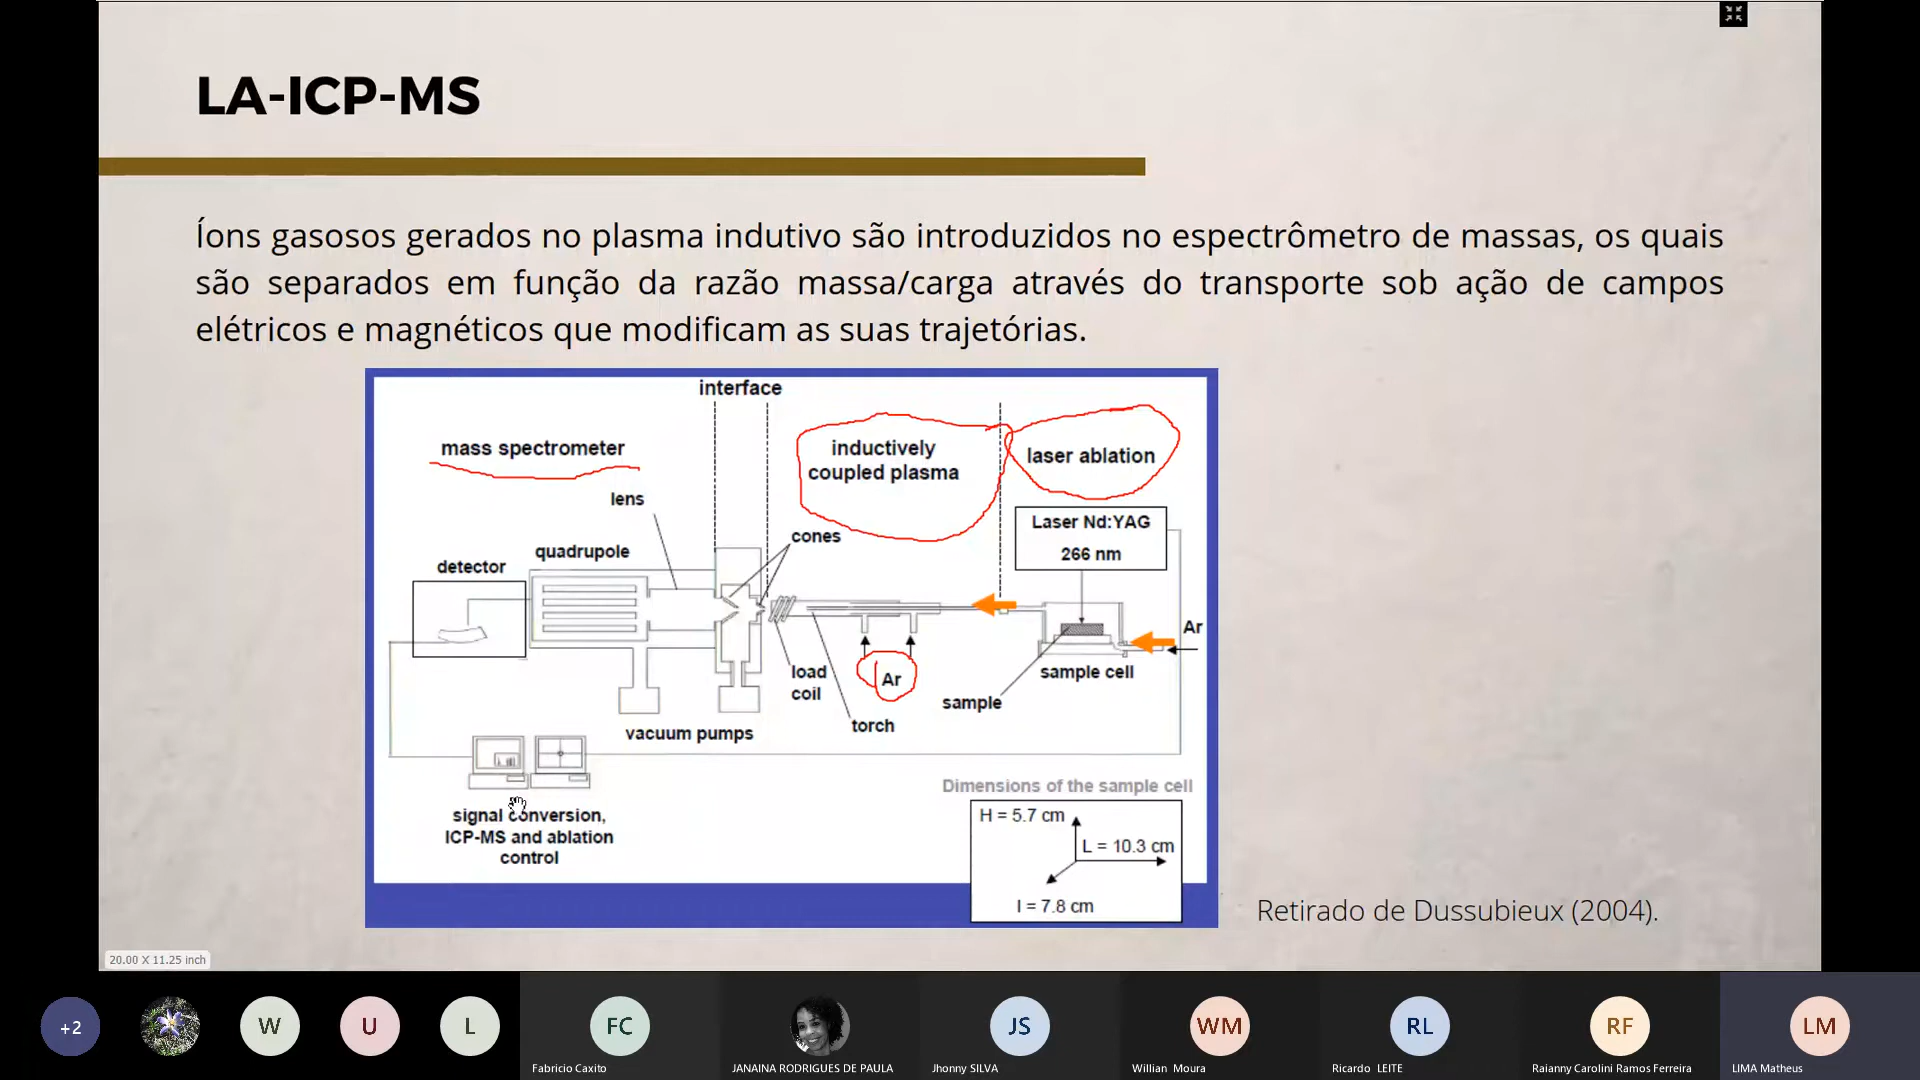 LA-ICP-MS
Íons gasosos gerados no plasma indutivo são introduzidos no espectrômetro de massas, os quais
são separados em função da razão massa/carga através do transporte sob ação de campos
elétricos e magnéticos que modificam as suas trajetórias.
interface
mass spectrometer
inductively
coupled plasma
laser ablation
lens
Laser Nd:YAG
266 nm
cones
quadrupole
detector
Ar
load
coil
Ar
sample cell
sample
torch
vacuum pumps
signal conversion,
ICP-MS and ablation
control
Dimensions of the sample cell
H = 5.7 cm
L = 10.3 cm
l = 7.8 cm
Retirado de Dussubieux (2004).
20.00 X 11.25 inch
+2
W
U
L
FC
JS
WM
RL
RF
LM
Fabricio Caxito
JANAINA RODRIGUES DE PAULA
Jhonny SILVA
Willian Moura
Ricardo LEITE
Raianny Carolini Ramos Ferreira
LIMA Matheus